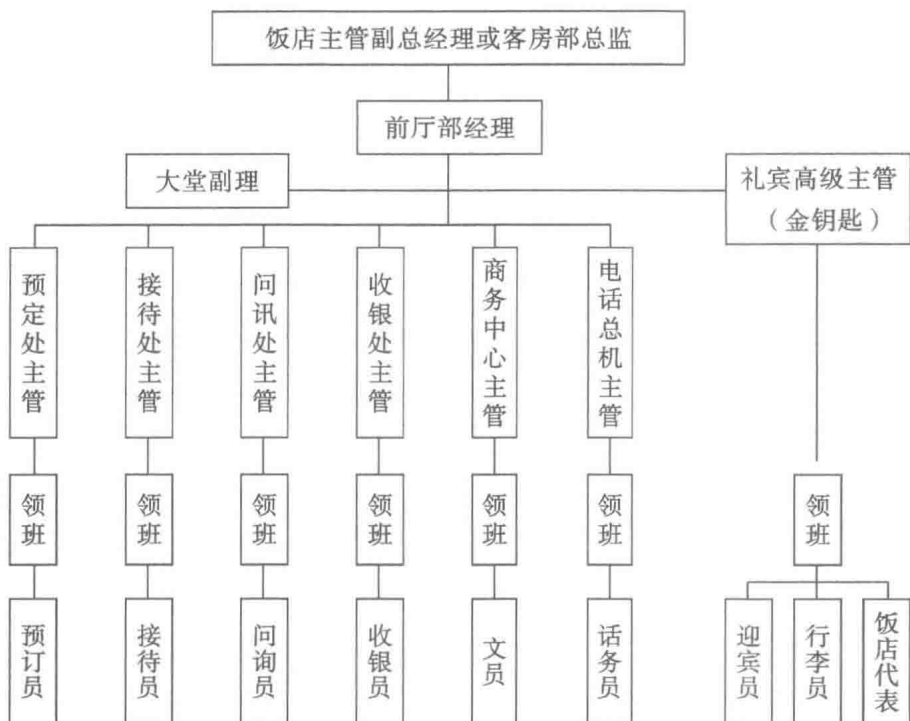 饭店主管副总经理或客房部总监
前厅部经理
大堂副理
礼宾高级主管
（金钥匙）
预定处主管
接待处主管
问讯处主管
收银处主管
商务中心主管
电话总机主管
领班
领班
领班
领班
领班
领班
领班
预订员
接待员
问询员
收银员
文员
话务员
迎宾员
行李员
饭店代表